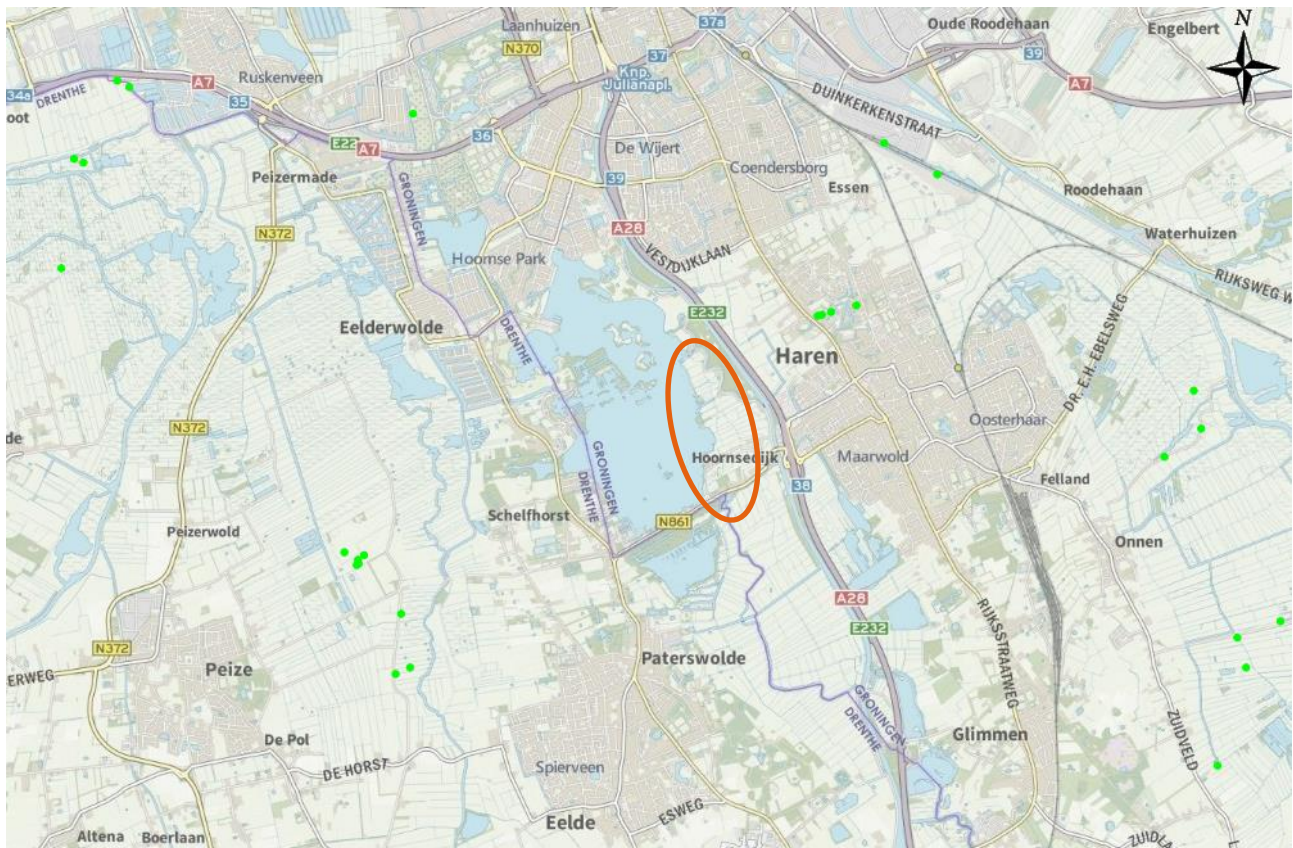 Laanhuizen
37a
Oude Roodehaan
Engelbert
N
N370
37
39
Knp.
Julianapl.
Ruskenveen
A7
A7
34a
DRENTHE
35
DUINKERKENSTRAAT
oot
E22
A7
36
De Wijert
Coendersborg
39
Essen
Roodehaan
Peizermade
GRONINGEN
A28
N372
Waterhuizen
Hoornse Park
VESTDIJKLAAN
RIJKSWEG W
E232
Eelderwolde
DRENTHE
Haren
DR. E.H. EBELSWEG
N372
Oosterhaar
de
GRONINGEN
DRENTHE
Hoornsedijk
Maarwold
38
Felland
Schelfhorst
N861
Peizerwold
Onnen
A28
E232
RIJKSSTRAATWEG
N372
ERWEG
Peize
Paterswolde
GRONINGEN
DRENTHE
ZUIDVELD
Glimmen
De Pol
DE HORST
Spierveen
Eelde
ESWEG
Altena
Boerlaan